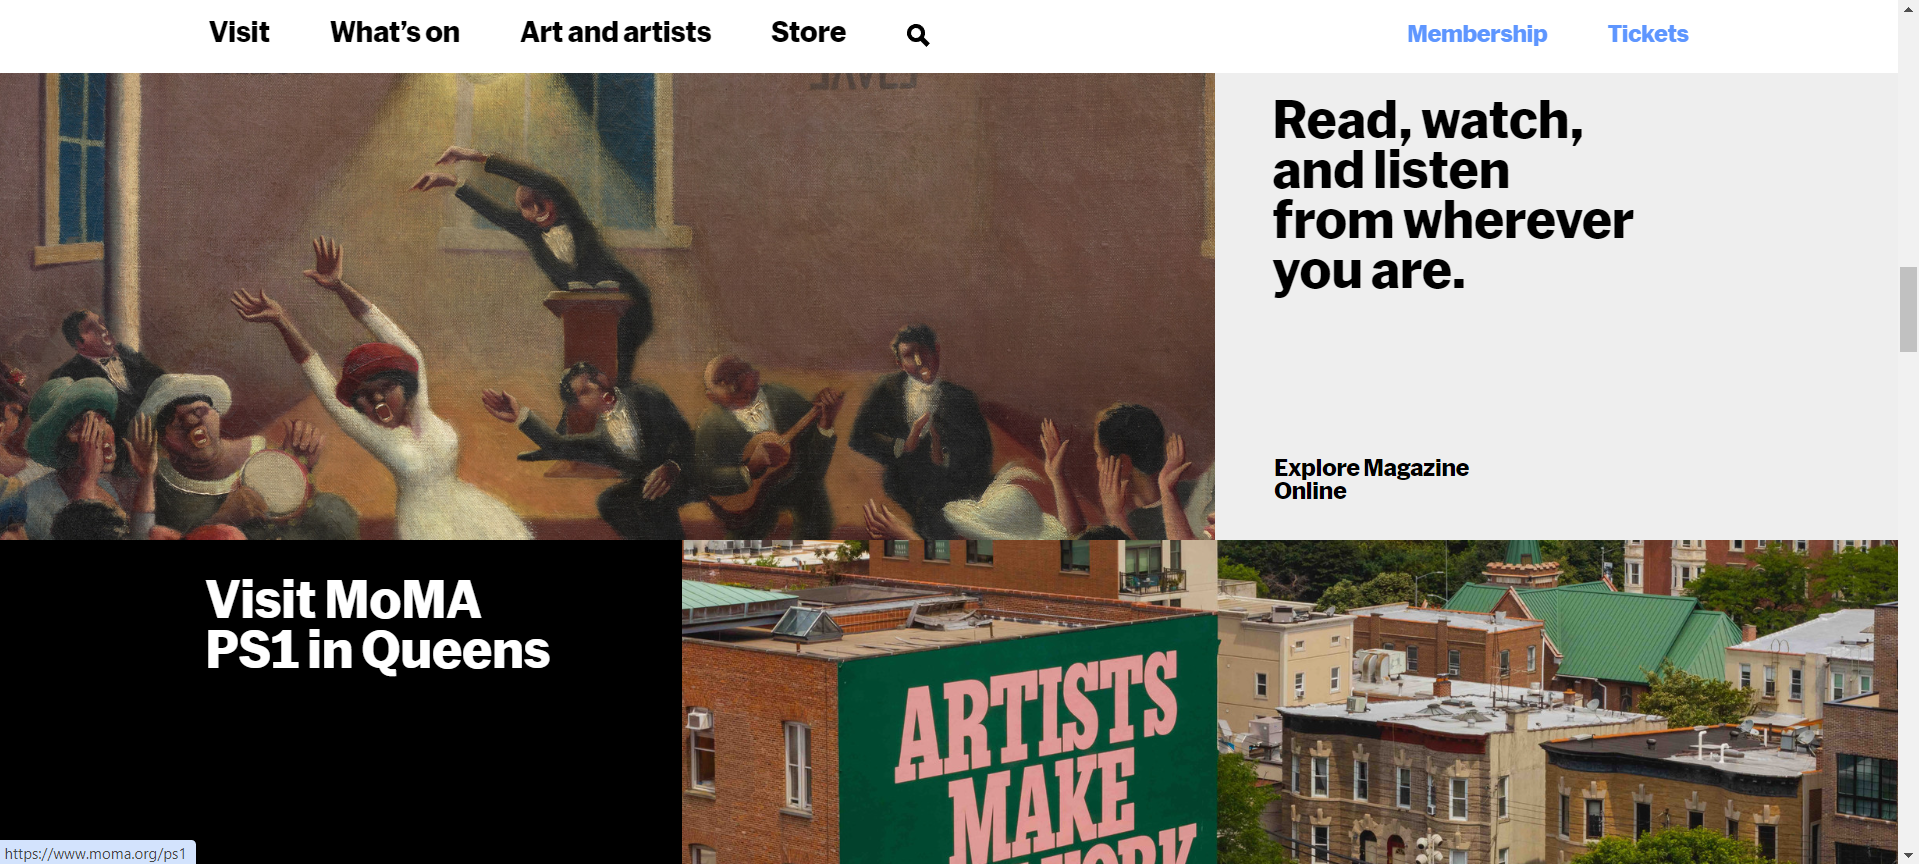 Visit What's on Art and artists Store Membership Tickets
Read, watch,
and listen
from wherever
you are.
Explore Magazine
Online
Visit MoMA
PS1 in Queens
ARTISTS
MAKE
https://www.moma.org/ps1